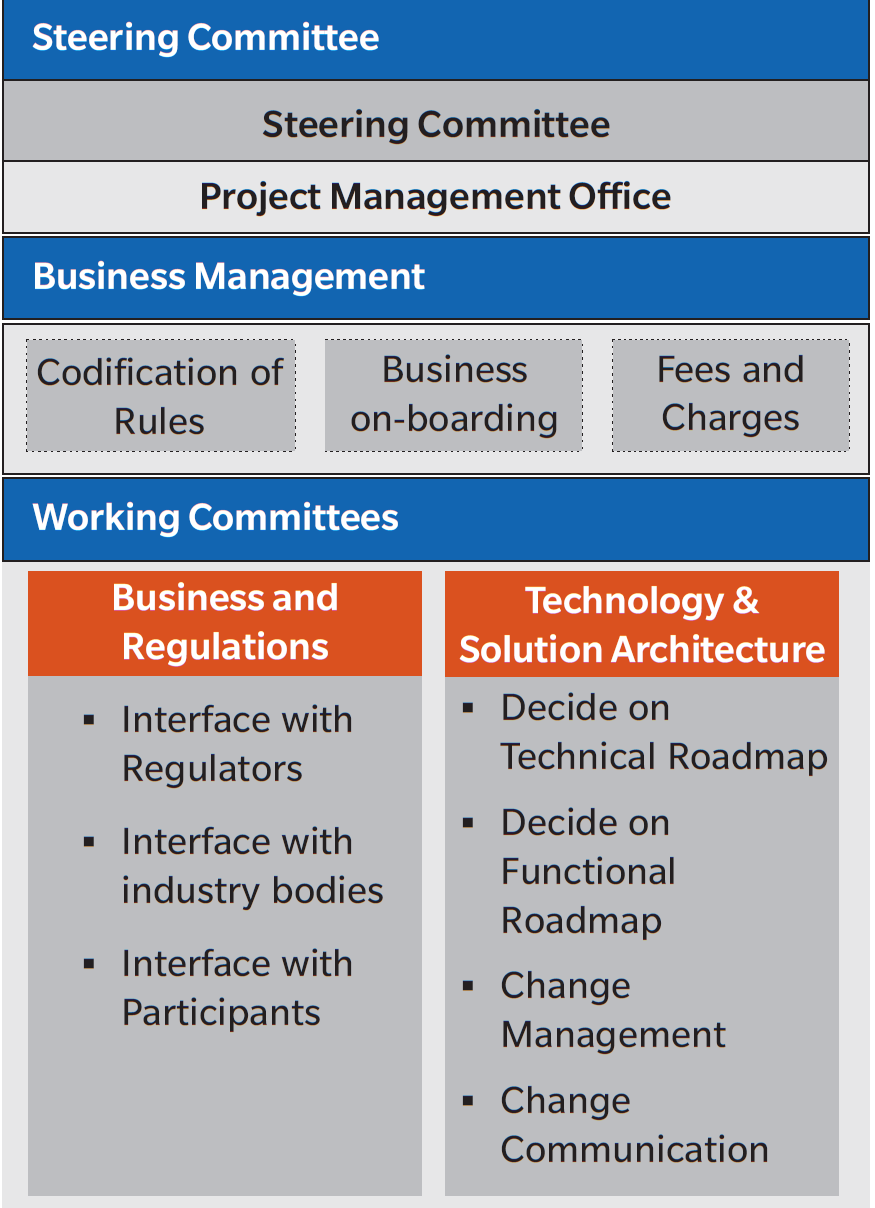 Steering Committee
Steering Committee
Project Management Office
Business Management
Codification of
Rules
Business
on-boarding
Fees and
Charges
Working Committees
Business and
Regulations
▪ Interface with
Regulators
▪ Interface with
industry bodies
▪ Interface with
Participants
Technology &
Solution Architecture
▪ Decide on
Technical Roadmap
▪ Decide on
Functional
Roadmap
▪ Change
Management
▪ Change
Communication